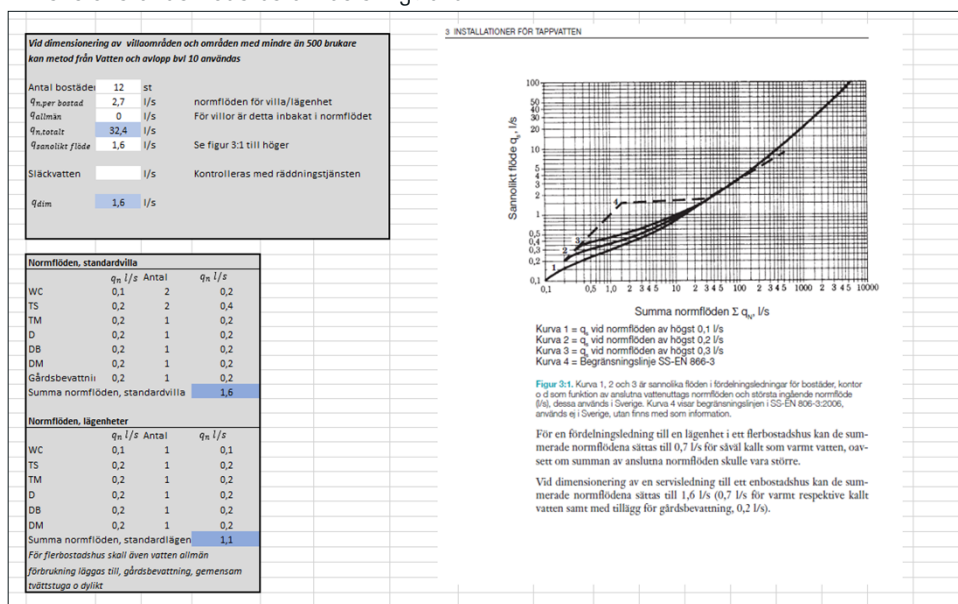 Vid dimensionering av villaområden och områden med mindre än 500 brukare
kan metod från Vatten och avlopp bvl 10 användas
Antal bostäder 12 st
qn,per bostad 2,7 l/s normflöden för villa/lägenhet
qallmän 0 l/s För villor är detta inbakat i normflödet
qn,totalt 32,4 l/s
qsanolikt flöde 1,6 l/s Se figur 3:1 till höger
Släckvatten l/s Kontrolleras med räddningstjänsten
qdim 1,6 l/s
Normflöden, standardvilla
qn l/s Antal qn l/s
WC 0,1 2 0,2
TS 0,2 2 0,4
TM 0,2 1 0,2
D 0,2 1 0,2
DB 0,2 1 0,2
DM 0,2 1 0,2
Gårdsbevattnin 0,2 1 0,2
Summa normflöden, standardvilla 1,6
Normflöden, lägenheter
qn l/s Antal qn l/s
WC 0,1 1 0,1
TS 0,2 1 0,2
TM 0,2 1 0,2
D 0,2 1 0,2
DB 0,2 1 0,2
DM 0,2 1 0,2
Summa normflöden, standardlägen 1,1
För flerbostadshus skall även vatten allmän
förbrukning läggas till, gårdsbevattning, gemensam
tvättstuga o dylikt
3 INSTALLATIONER FÖR TAPPVATTEN
Sannolikt flöde qs, l/s
100
50
40
30
20
10
5
4
3
2
1
0,5
0,4
0,3
0,2
0,1
4
3
2
1
0,1 0,5 1,0 2 3 4 5 10 2 3 4 5 100 2 3 4 5 1000 2 3 4 5 10000
Summa normflöden Σ qN, l/s
Kurva 1 = qs vid normflöden av högst 0,1 l/s
Kurva 2 = qs vid normflöden av högst 0,2 l/s
Kurva 3 = qs vid normflöden av högst 0,3 l/s
Kurva 4 = Begränsningslinje SS-EN 866-3
Figur 3:1. Kurva 1, 2 och 3 är sannolika flöden i fördelningsledningar för bostäder, kontor
o d som funktion av anslutna vattenuttags normflöden och största ingående normflöde
(l/s), dessa används i Sverige. Kurva 4 visar begränsningslinjen i SS-EN 806-3:2006,
används ej i Sverige, utan finns med som information.
För en fördelningsledning till en lägenhet i ett flerbostadshus kan de sum-
merade normflödena sättas till 0,7 l/s för såväl kallt som varmt vatten, oav-
sett om summan av anslutna normflöden skulle vara större.
Vid dimensionering av en servisledning till ett enbostadshus kan de sum-
merade normflödena sättas till 1,6 l/s (0,7 l/s för varmt respektive kallt
vatten samt med tillägg för gårdsbevattning, 0,2 l/s).